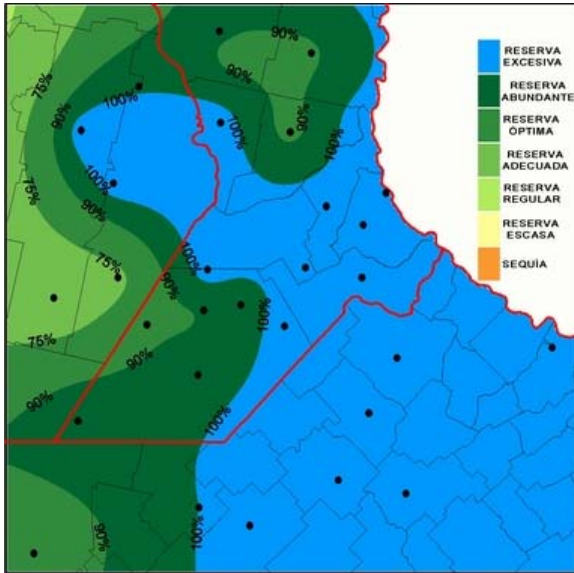 75%
90%
90%
RESERVA
EXCESIVA
RESERVA
ABUNDANTE
RESERVA
ÓPTIMA
RESERVA
ADECUADA
RESERVA
REGULAR
RESERVA
ESCASA
SEQUÍA
100%
90%
100%
90%
100%
75%
100%
90%
100%
75%
90%
100%
75%
90%
90%
100%
90%
100%